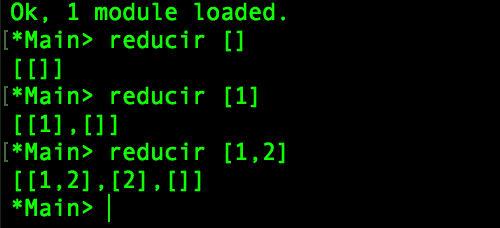 Ok, 1 module loaded.
[*Main> reducir []
[[]]
[*Main> reducir [1]
[[1],[]]
[*Main> reducir [1,2]
[[1,2],[2],[]]
*Main>